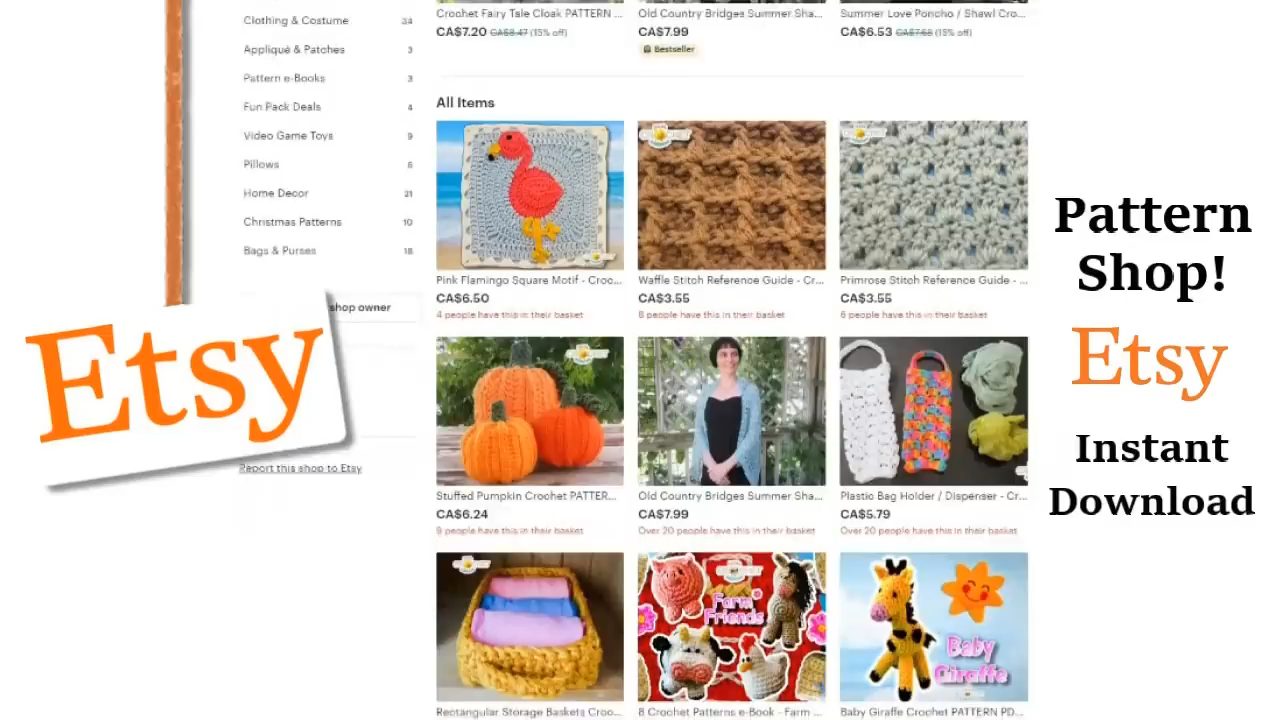 Clothing & Costume 34
Appliqué & Patches 3
Pattern e-Books 3
Fun Pack Deals 4
Video Game Toys 9
Pillows 6
Home Decor 21
Christmas Patterns 10
Bags & Purses 18
shop owner
Etsy
Report this shop to Etsy
Crochet Fairy Tale Cloak PATTERN ...
CA$7.20 CA$8.47 (15% off)
Old Country Bridges Summer Sha...
CA$7.99
Bestseller
Summer Love Poncho / Shawl Cro...
CA$6.53 CA$7.68 (15% off)
All Items
Pink Flamingo Square Motif - Croc...
CA$6.50
4 people have this in their basket
Waffle Stitch Reference Guide - Cr...
CA$3.55
8 people have this in their basket
Primrose Stitch Reference Guide - ...
CA$3.55
6 people have this in their basket
Stuffed Pumpkin Crochet PATTER...
CA$6.24
9 people have this in their basket
Old Country Bridges Summer Sha...
CA$7.99
Over 20 people have this in their basket
Plastic Bag Holder / Dispenser - Cr...
CA$5.79
Over 20 people have this in their basket
Rectangular Storage Baskets Croc...
Farm
Friends
8 Crochet Patterns e-Book - Farm ...
Baby
Giraffe
Baby Giraffe Crochet PATTERN PD...
Pattern
Shop!
Etsy
Instant
Download